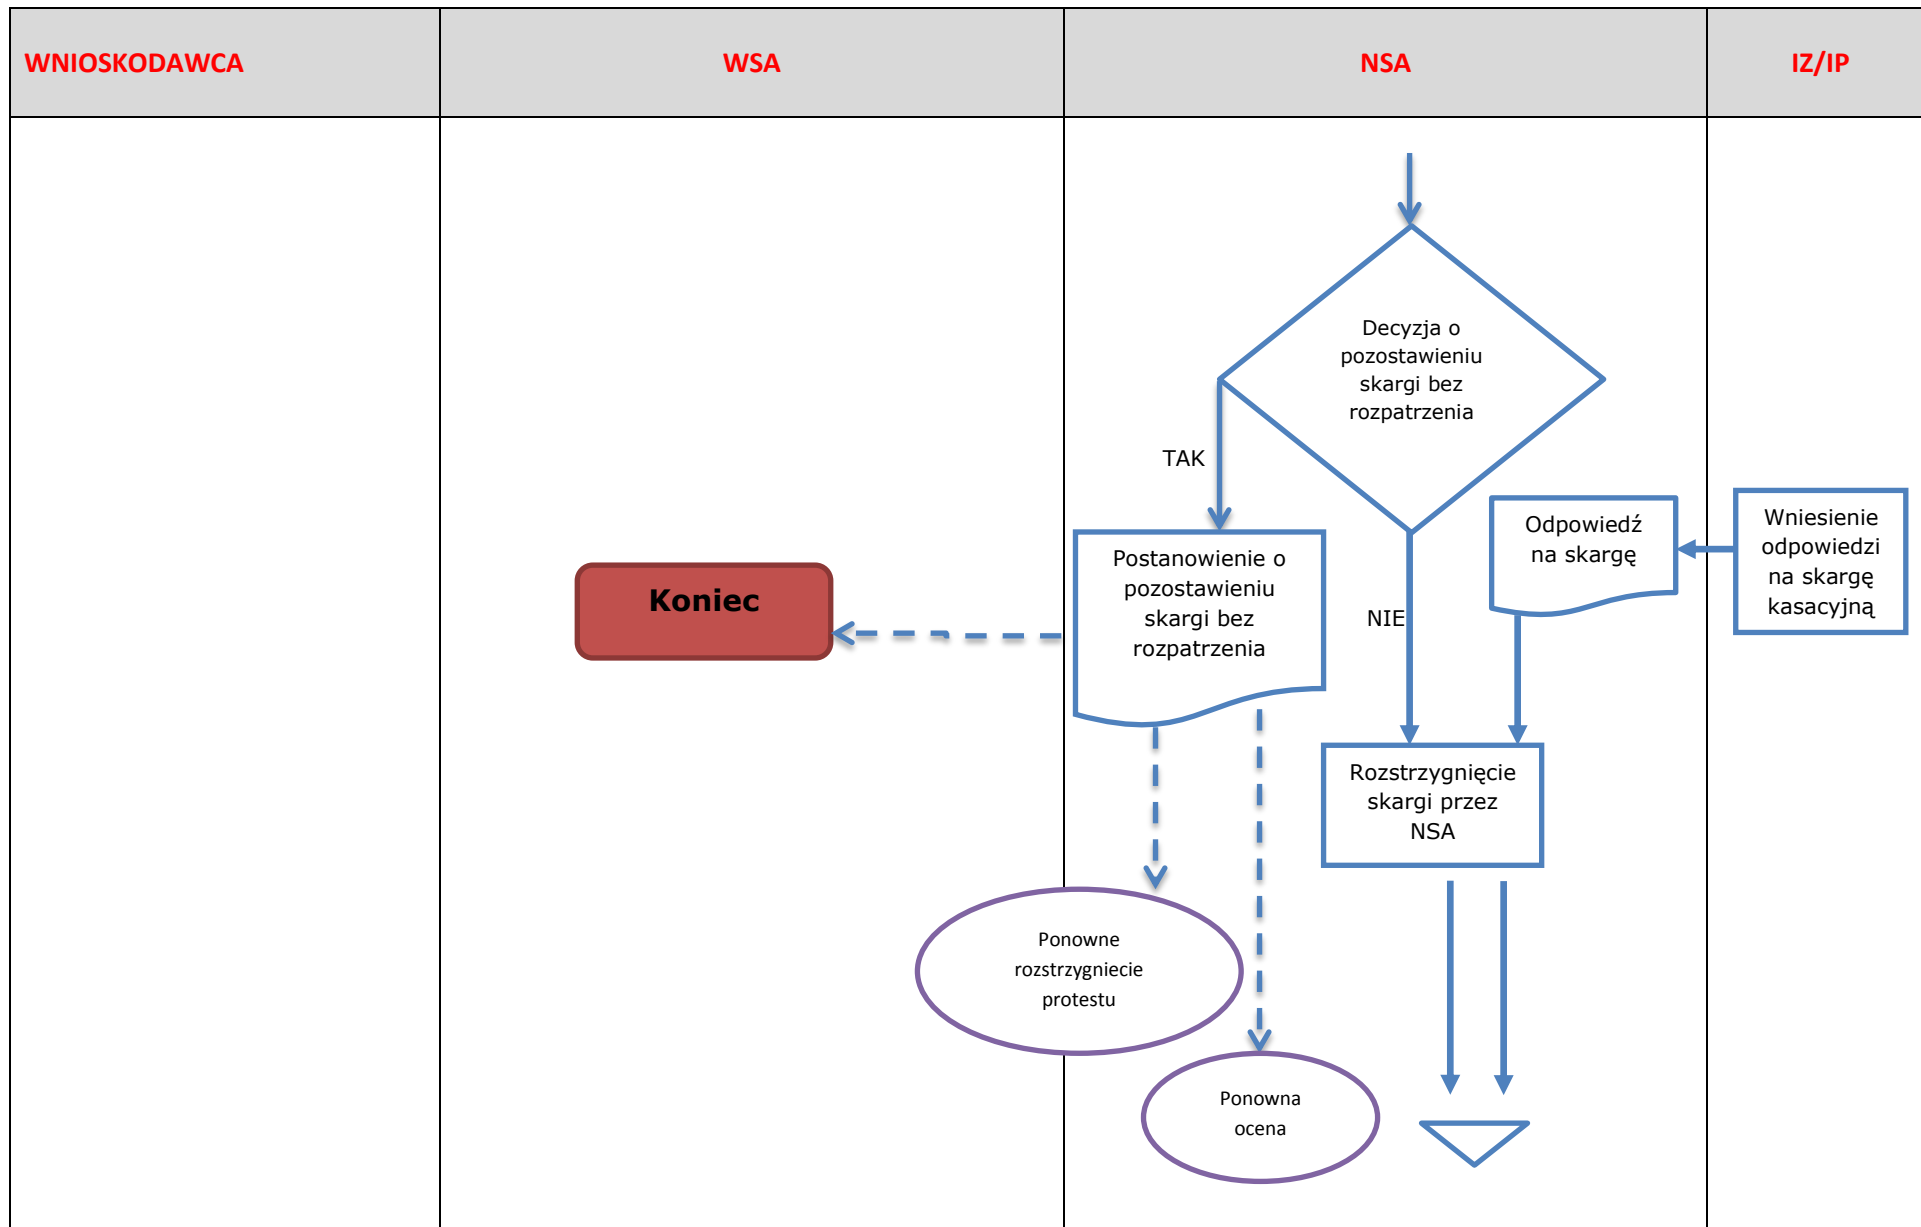 WNIOSKODAWCA
WSA
NSA
IZ/IP
Decyzja o
pozostawieniu
skargi bez
rozpatrzenia
TAK
NIE
Postanowienie o
pozostawieniu
skargi bez
rozpatrzenia
Odpowiedź
na skargę
Wniesienie
odpowiedzi
na skargę
kasacyjną
Koniec
Rozstrzygnięcie
skargi przez
NSA
Ponowne
rozstrzygniecie
protestu
Ponowna
ocena